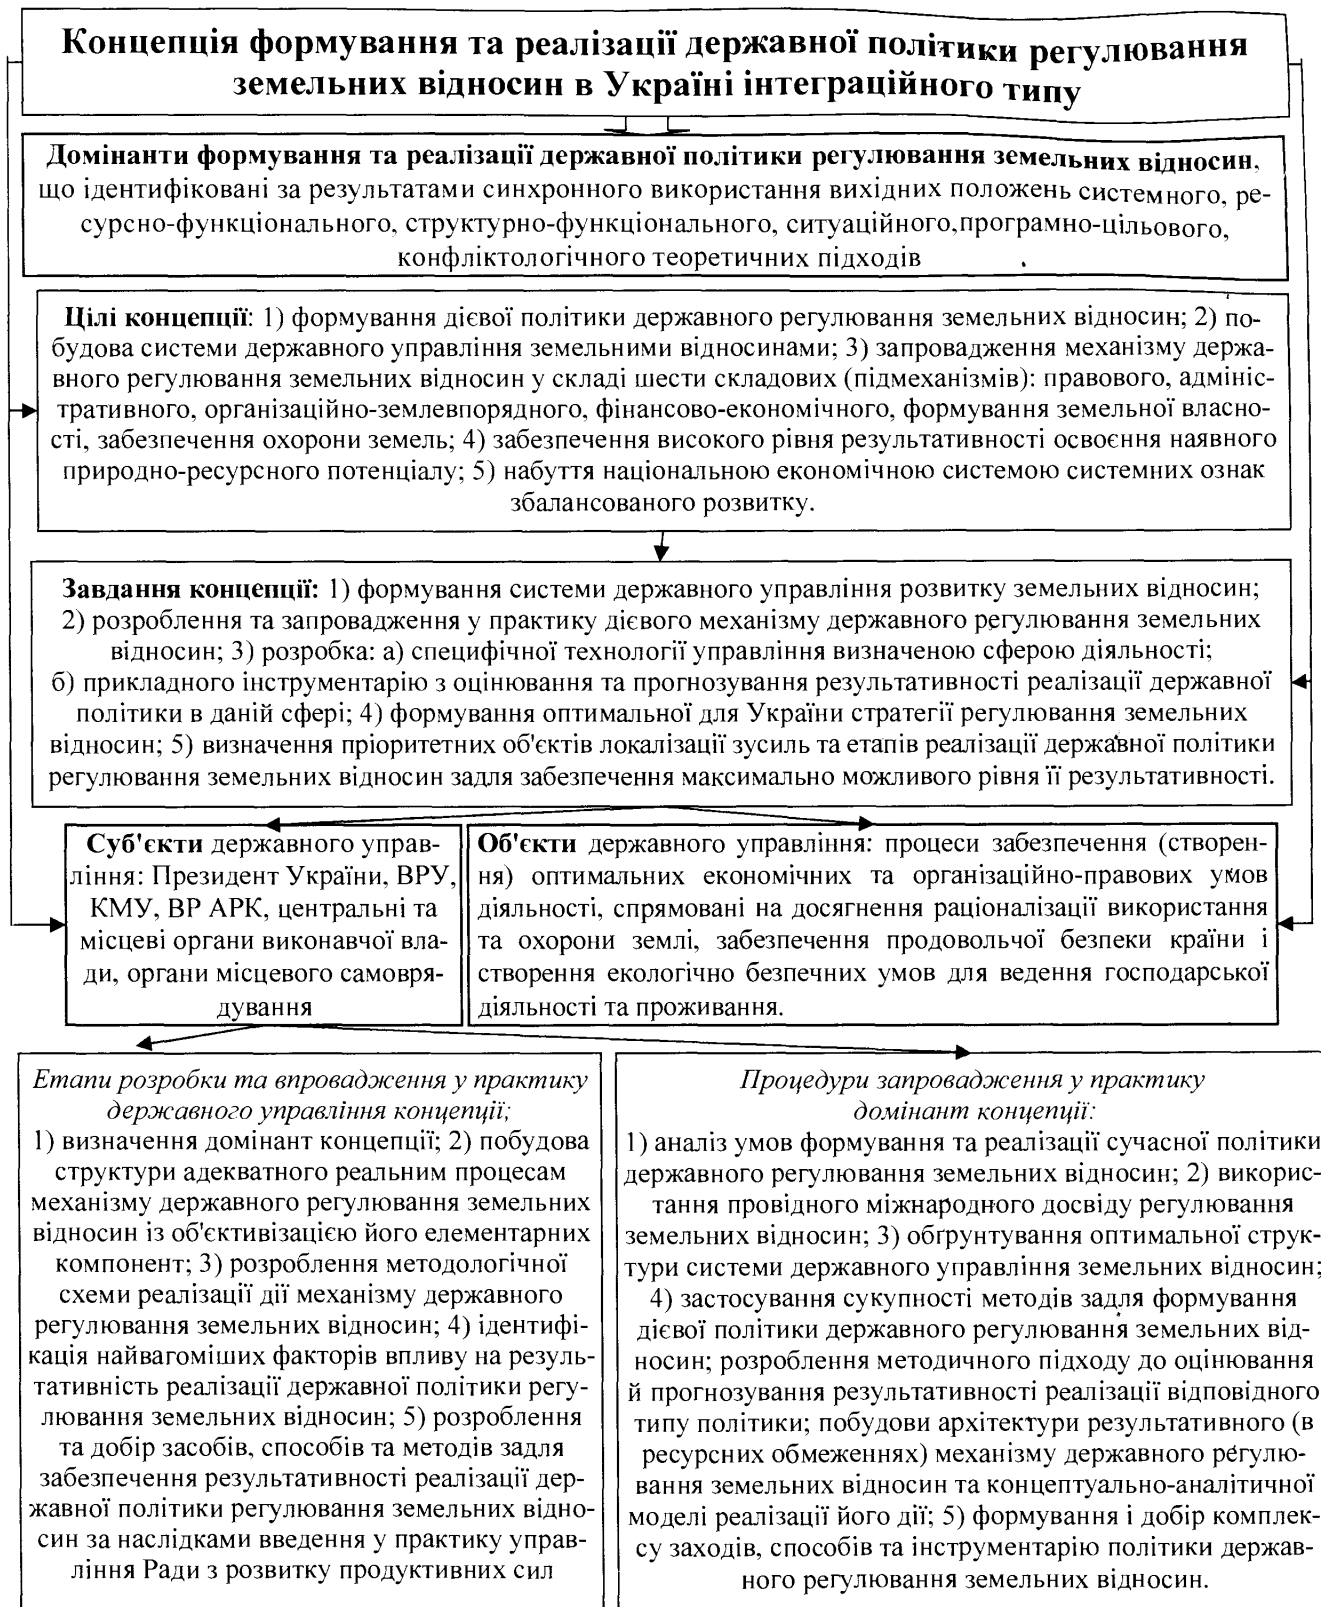 Концепція формування та реалізації державної політики регулювання
земельних відносин в Україні інтеграційного типу
Домінанти формування та реалізації державної політики регулювання земельних відносин,
що ідентифіковані за результатами синхронного використання вихідних положень системного, ре-
сурсно-функціонального, структурно-функціонального, ситуаційного,програмно-цільового,
конфліктологічного теоретичних підходів
Цілі концепції: 1) формування дієвої політики державного регулювання земельних відносин; 2) по-
будова системи державного управління земельними відносинами; 3) запровадження механізму держа-
вного регулювання земельних відносин у складі шести складових (підмеханізмів): правового, адмініс-
тративного, організаційно-землевпорядного, фінансово-економічного, формування земельної власно-
сті, забезпечення охорони земель; 4) забезпечення високого рівня результативності освоєння наявного
природно-ресурсного потенціалу; 5) набуття національною економічною системою системних ознак
збалансованого розвитку.
Завдання концепції: 1) формування системи державного управління розвитку земельних відносин;
2) розроблення та запровадження у практику дієвого механізму державного регулювання земельних
відносин; 3) розробка: а) специфічної технології управління визначеною сферою діяльності;
б) прикладного інструментарію з оцінювання та прогнозування результативності реалізації державної
політики в даній сфері; 4) формування оптимальної для України стратегії регулювання земельних
відносин; 5) визначення пріоритетних об'єктів локалізації зусиль та етапів реалізації державної політики
регулювання земельних відносин задля забезпечення максимально можливого рівня її результативності.
Суб'єкти державного управ-
ління: Президент України, ВРУ,
КМУ, ВР АРК, центральні та
місцеві органи виконавчої вла-
ди, органи місцевого самовря-
дування
Об'єкти державного управління: процеси забезпечення (створен-
ня) оптимальних економічних та організаційно-правових умов
діяльності, спрямовані на досягнення раціоналізації використання
та охорони землі, забезпечення продовольчої безпеки країни і
створення екологічно безпечних умов для ведення господарської
діяльності та проживання.
Етапи розробки та впровадження у практику
державного управління концепції;
1) визначення домінант концепції; 2) побудова
структури адекватного реальним процесам
механізму державного регулювання земельних
відносин із об'єктивізацією його елементарних
компонент; 3) розроблення методологічної
схеми реалізації дії механізму державного
регулювання земельних відносин; 4) ідентифі-
кація найвагоміших факторів впливу на резуль-
тативність реалізації державної політики регу-
лювання земельних відносин; 5) розроблення
та добір засобів, способів та методів задля
забезпечення результативності реалізації дер-
жавної політики регулювання земельних відно-
син за наслідками введення у практику управ-
ління Ради з розвитку продуктивних сил
Процедури запровадження у практику
домінант концепції:
1) аналіз умов формування та реалізації сучасної політики
державного регулювання земельних відносин; 2) викорис-
тання провідного міжнародного досвіду регулювання
земельних відносин; 3) обґрунтування оптимальної струк-
тури системи державного управління земельних відносин;
4) застосування сукупності методів задля формування
дієвої політики державного регулювання земельних від-
носин; розроблення методичного підходу до оцінювання
й прогнозування результативності реалізації відповідного
типу політики; побудови архітектури результативного (в
ресурсних обмеженнях) механізму державного регулю-
вання земельних відносин та концептуально-аналітичної
моделі реалізації його дії; 5) формування і добір комплек-
су заходів, способів та інструментарію політики держав-
ного регулювання земельних відносин.